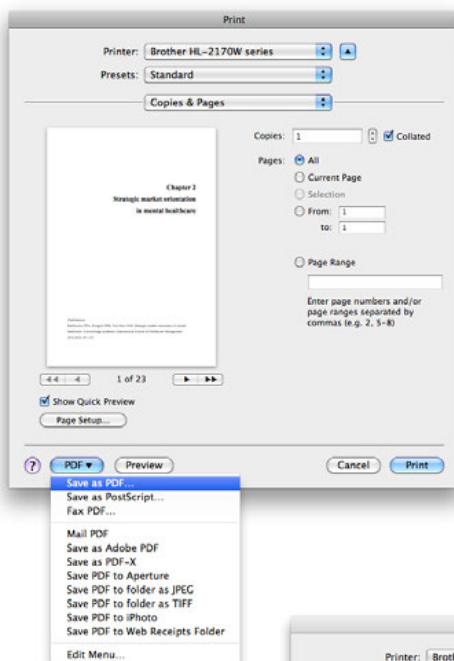 Print
Printer: Brother HL-2170W series
Presets: Standard
Copies & Pages
Copies: 1 Collated
Pages: All
Current Page
Selection
From: 1
to: 1
Page Range
Enter page numbers and/or
page ranges separated by
commas (e.g. 2, 5-8)
Chapter 2
Strategic market orientation
in mental healthcare
1 of 23
Show Quick Preview
Page Setup...
? PDF Preview Cancel Print
Save as PDF...
Save as PostScript...
Fax PDF...
Mail PDF
Save as Adobe PDF
Save as PDF-X
Save PDF to Aperture
Save PDF to folder as JPEG
Save PDF to folder as TIFF
Save PDF to iPhoto
Save PDF to Web Receipts Folder
Edit Menu...
Printer: Broth